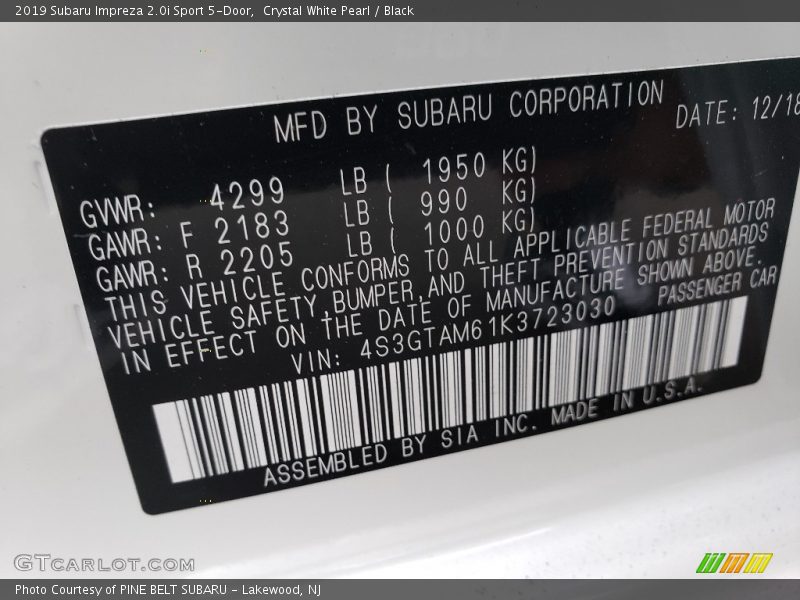 2019 Subaru Impreza 2.0i Sport 5-Door, Crystal White Pearl / Black
MFD BY SUBARU CORPORATION DATE: 12/18
GVWR: 4299 LB ( 1950 KG)
GAWR: F 2183 LB ( 990 KG)
GAWR: R 2205 LB ( 1000 KG)
THIS VEHICLE CONFORMS TO ALL APPLICABLE FEDERAL MOTOR
VEHICLE SAFETY,BUMPER,AND THEFT PREVENTION STANDARDS
IN EFFECT ON THE DATE OF MANUFACTURE SHOWN ABOVE.
VIN: 4S3GTAM61K3723030 PASSENGER CAR
ASSEMBLED BY SIA INC. MADE IN U.S.A.
GTcarlot.com
Photo Courtesy of PINE BELT SUBARU - Lakewood, NJ